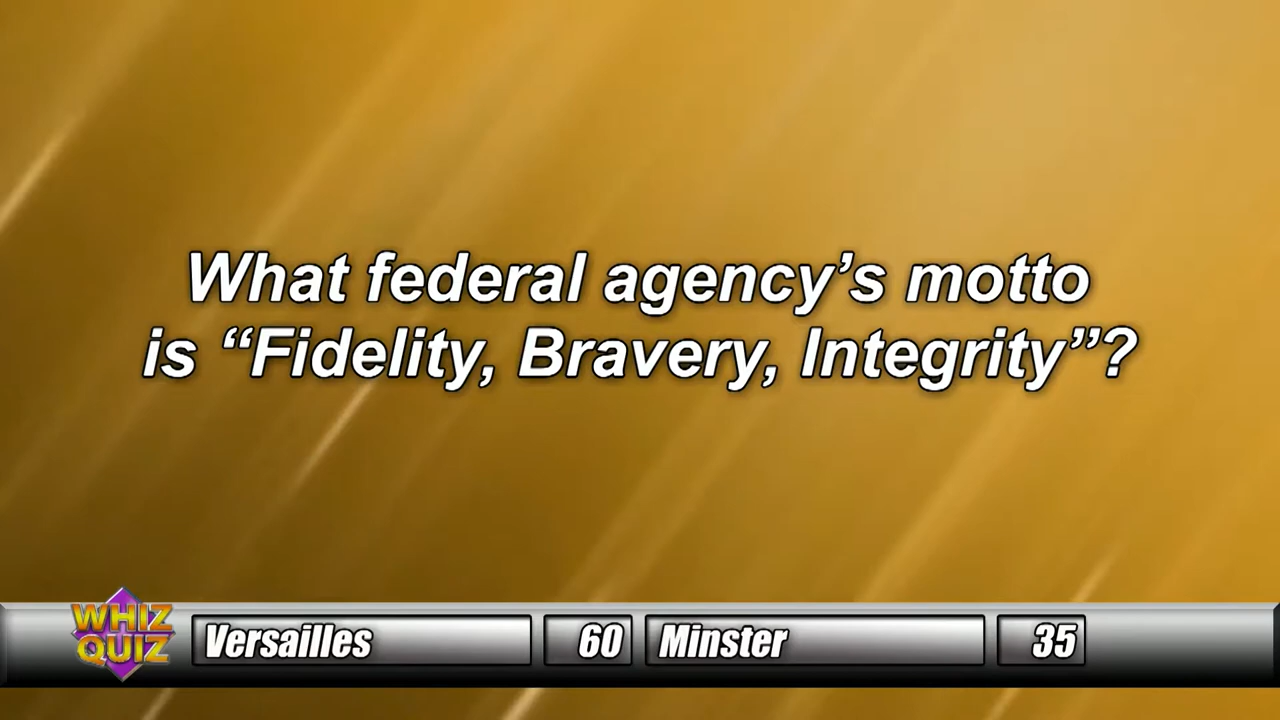 What federal agency’s motto
is “Fidelity, Bravery, Integrity”?
WHIZ
QUIZ
Versailles 60 Minster 35